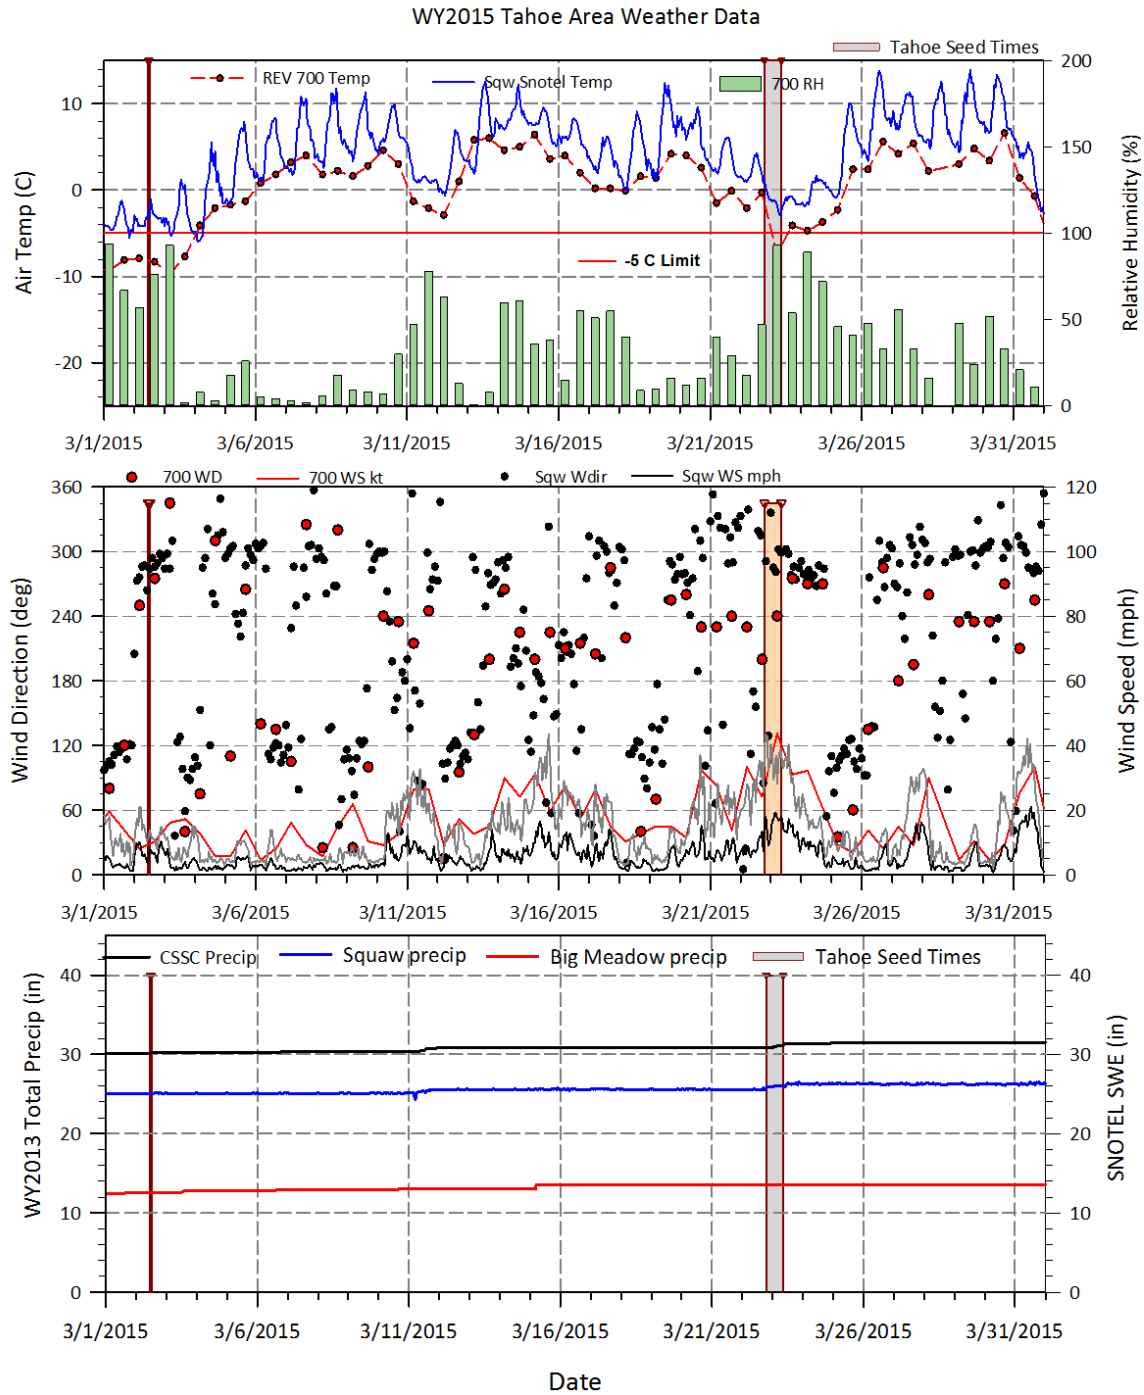 WY2015 Tahoe Area Weather Data
Tahoe Seed Times
REV 700 Temp
Sqw Snotel Temp
700 RH
Air Temp (C)
10
0
-10
-20
-5 C Limit
200
150
100
50
0
Relative Humidity (%)
3/1/2015 3/6/2015 3/11/2015 3/16/2015 3/21/2015 3/26/2015 3/31/2015
700 WD
700 WS kt
Sqw Wdir
Sqw WS mph
Wind Direction (deg)
360
300
240
180
120
60
0
120
100
80
60
40
20
0
Wind Speed (mph)
3/1/2015 3/6/2015 3/11/2015 3/16/2015 3/21/2015 3/26/2015 3/31/2015
CSSC Precip
Squaw precip
Big Meadow precip
Tahoe Seed Times
WY2013 Total Precip (in)
40
30
20
10
0
40
30
20
10
0
SNOTEL SWE (in)
3/1/2015 3/6/2015 3/11/2015 3/16/2015 3/21/2015 3/26/2015 3/31/2015
Date